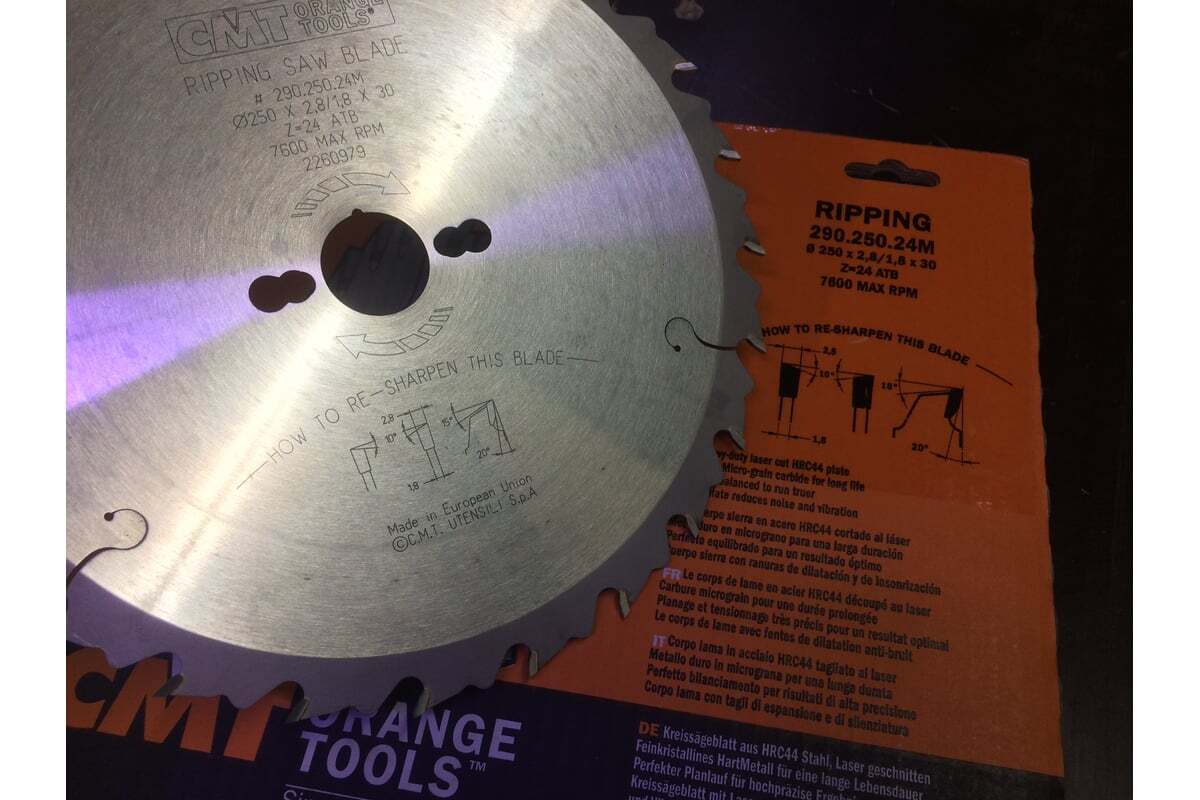 CMT ORANGE
TOOLS®
RIPPING SAW BLADE
# 290.250.24M
Ø250 X 2,8/1,8 X 30
Z=24 ATB
7600 MAX RPM
2260979
HOW TO RE-SHARPEN THIS BLADE
2,8
10°
15°
20°
1,8
Made in European Union
©C.M.T. UTENSILI S.p.A
RIPPING
290.250.24M
Ø 250 x 2,8/1,8 x 30
Z=24 ATB
7600 MAX RPM
HOW TO RE-SHARPEN THIS BLADE
2,8
10°
1,8
20°
laser cut HRC44 plate
Micro-grain carbide for long life
balanced to run truer
reduces noise and vibration
sierra en acero HRC44 cortado al láser
duro en micrograno para una larga duración
Perfecto equilibrado para un resultado óptimo
Cuerpo sierra con ranuras de dilatación y de insonrización
FR Le corps de lame en acier HRC44 découpé au laser
Carbure micrograin pour une durée prolongée
Planage et tensionnage très précis pour un resultat optimal
Le corps de lame avec fentes de dilatation anti-bruit
IT Corpo lama in acciaio HRC44 tagliato al laser
Metallo duro in micrograna per una lunga durata
Perfetto bilanciamento per risultati di alta precisione
Corpo lama con tagli di espansione e di silenziatura
DE Kreissägeblatt aus HRC44 Stahl, Laser geschnitten
Feinkristallines HartMetall für eine lange Lebensdauer
Perfekter Planlauf für hochpräzise
Kreissägeblatt mit
CMT ORANGE
TOOLS™